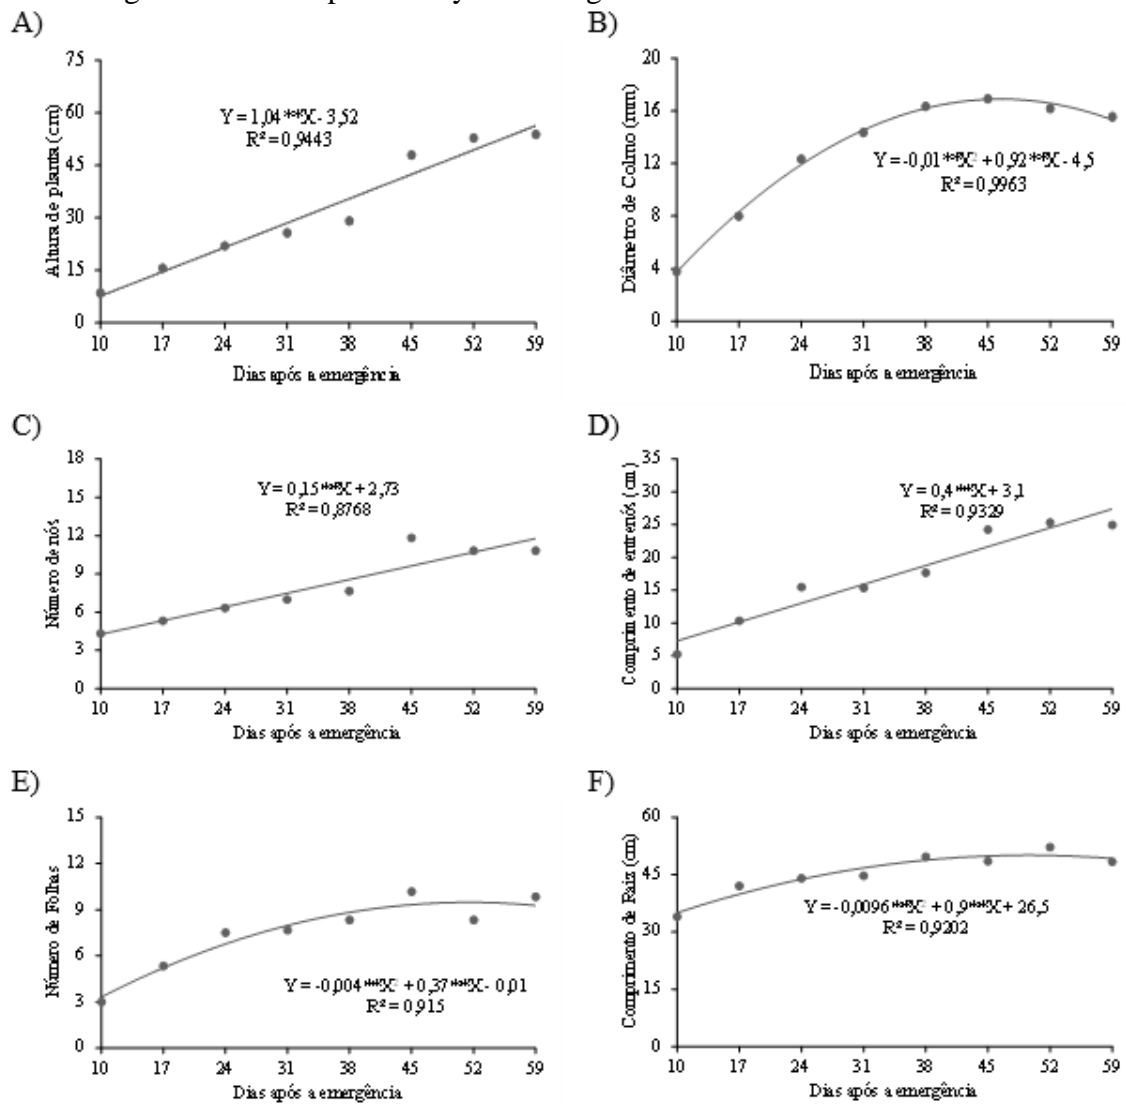 A)
75
60
45
30
15
0
Altura de planta (cm)
Y = 1,04**X - 3,52
R² = 0,9443
10 17 24 31 38 45 52 59
Dias após a emergência
B)
20
16
12
8
4
0
Diâmetro de Colmo (mm)
Y = -0,01**X² + 0,92**X - 4,5
R² = 0,9963
10 17 24 31 38 45 52 59
Dias após a emergência
C)
18
15
12
9
6
3
0
Número de nós
Y = 0,15**X + 2,73
R² = 0,8768
10 17 24 31 38 45 52 59
Dias após a emergência
D)
35
30
25
20
15
10
5
0
Comprimento de entrenós (cm)
Y = 0,4**X + 3,1
R² = 0,9329
10 17 24 31 38 45 52 59
Dias após a emergência
E)
15
12
9
6
3
0
Número de Folhas
Y = -0,004**X² + 0,37**X - 0,01
R² = 0,915
10 17 24 31 38 45 52 59
Dias após a emergência
F)
60
45
30
15
0
Comprimento de Raiz (cm)
Y = -0,0096**X² + 0,9**X + 26,5
R² = 0,9202
10 17 24 31 38 45 52 59
Dias após a emergência